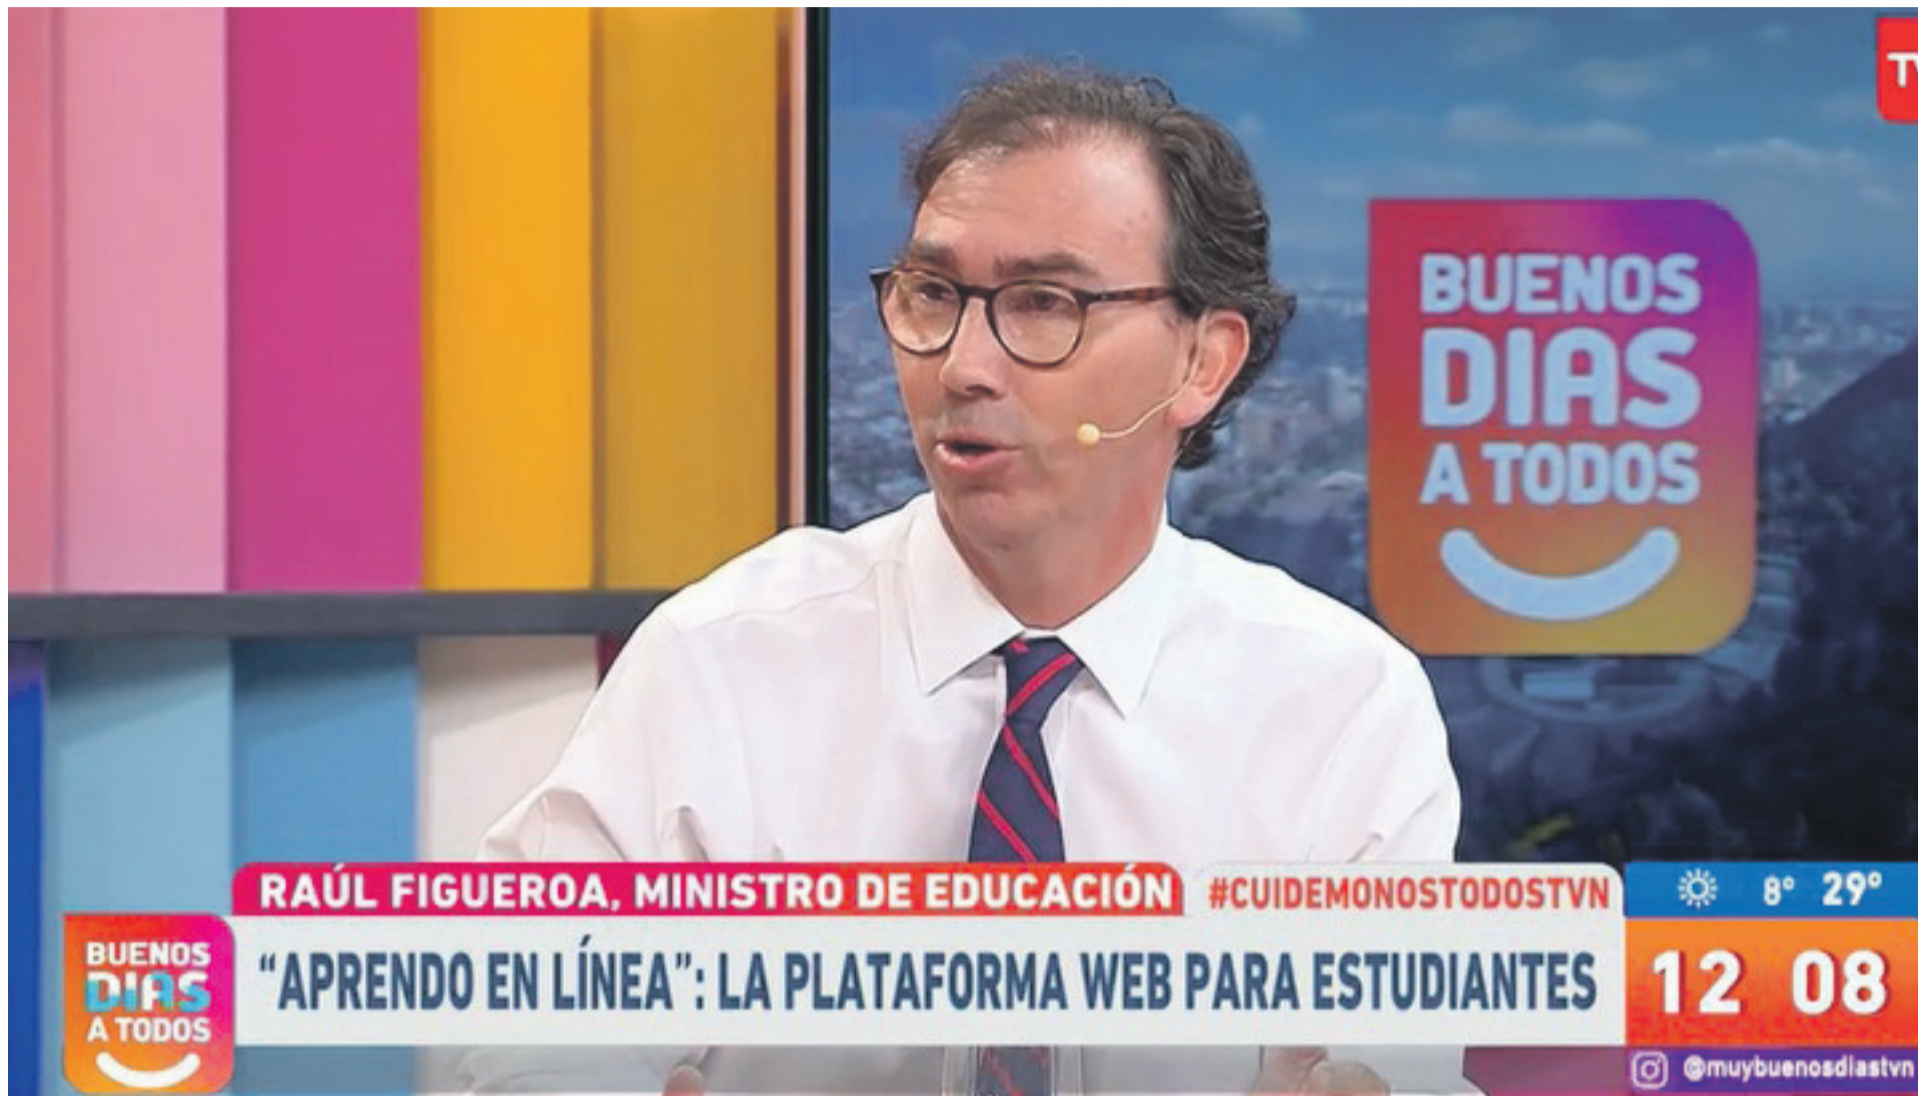 BUENOS
DIAS
A TODOS
RAÚL FIGUEROA, MINISTRO DE EDUCACIÓN
#CUIDEMONOSTODOSTVN
8° 29°
BUENOS
DIAS
A TODOS
“APRENDO EN LÍNEA”: LA PLATAFORMA WEB PARA ESTUDIANTES
12 08
@muybuenosdiastvn